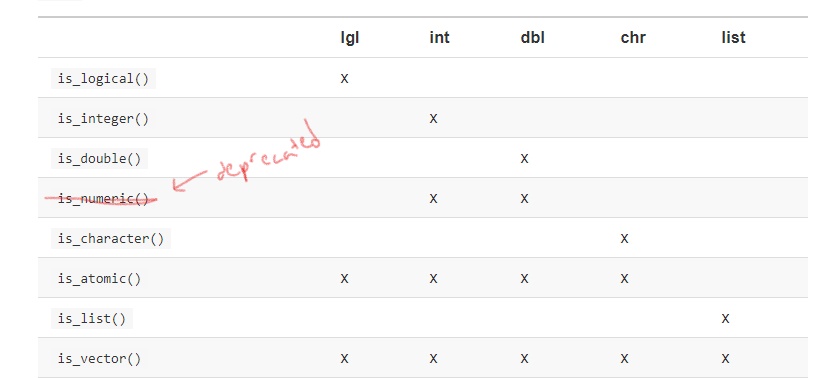 lgl int dbl chr list
is_logical() x
is_integer() x
is_double() x
deprecated
is_numeric() x x
is_character() x
is_atomic() x x x x
is_list() x
is_vector() x x x x x